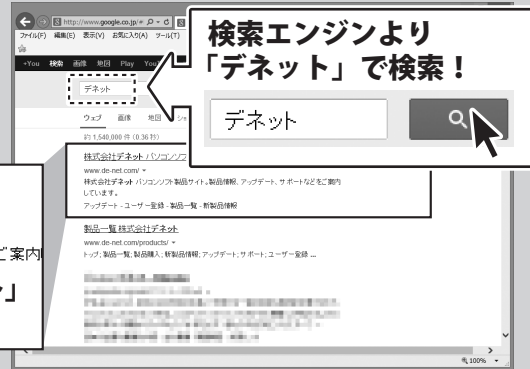 http://www.google.co.jp/#
ファイル(F) 編集(E) 表示(V) お気に入り(A) ツール(T)
+You 検索 画像 地図 Play
デネット
ウェブ 画像 地図
約 1,540,000 件 (0.36 秒)
検索エンジンより
「デネット」で検索！
デネット
株式会社デネット パソコンソフ
www.de-net.com/
株式会社デネット パソコンソフト製品サイト。製品情報、アップデート、サポートなどをご案内
しています。
アップデート - ユーザー登録 - 製品一覧 - 新製品情報
製品一覧 株式会社デネット
www.de-net.com/products/
トップ; 製品一覧; 製品購入; 新製品情報; アップデート; サポート; ユーザー登録 ...
ご案内
」
100%